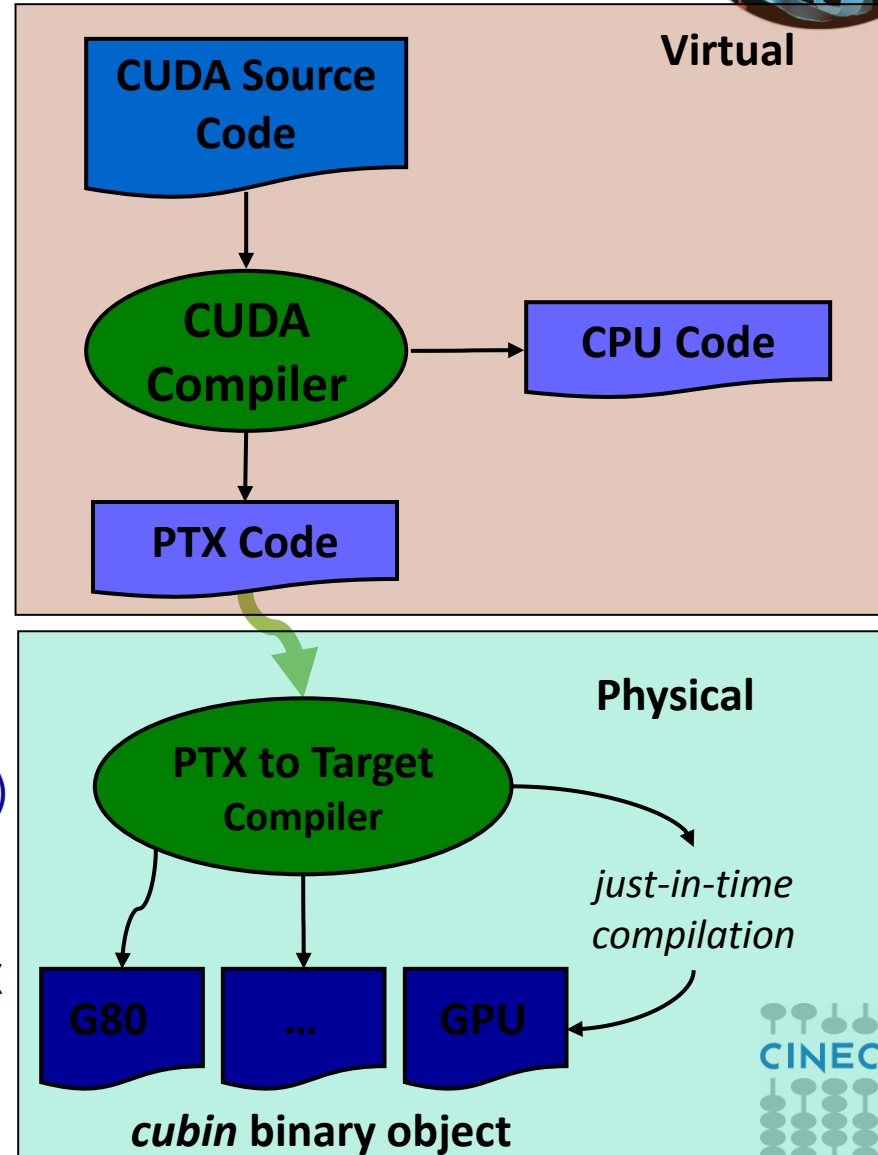 Virtual
CUDA Source
Code
CUDA
Compiler
CPU Code
PTX Code
Physical
PTX to Target
Compiler
)
just-in-time
compilation
G80
...
GPU
CINEC
cubin binary object